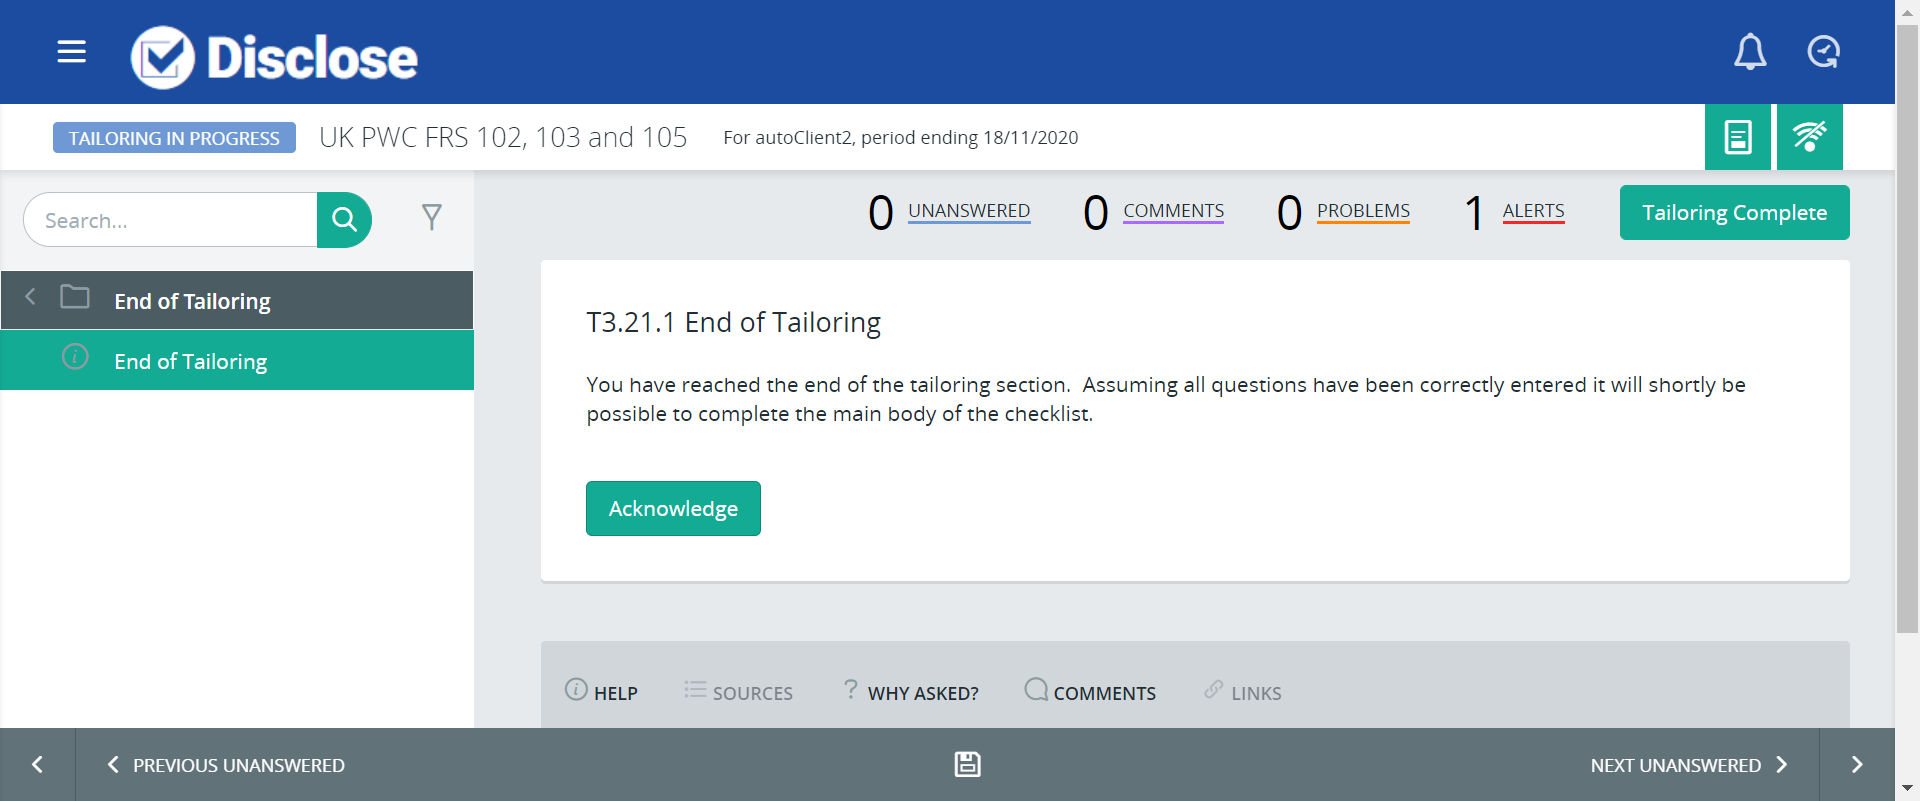 Disclose
TAILORING IN PROGRESS UK PWC FRS 102, 103 and 105 For autoClient2, period ending 18/11/2020
Search...
0 UNANSWERED 0 COMMENTS 0 PROBLEMS 1 ALERTS Tailoring Complete
End of Tailoring
End of Tailoring
T3.21.1 End of Tailoring
You have reached the end of the tailoring section.  Assuming all questions have been correctly entered it will shortly be
possible to complete the main body of the checklist.
Acknowledge
HELP SOURCES WHY ASKED? COMMENTS LINKS
PREVIOUS UNANSWERED NEXT UNANSWERED